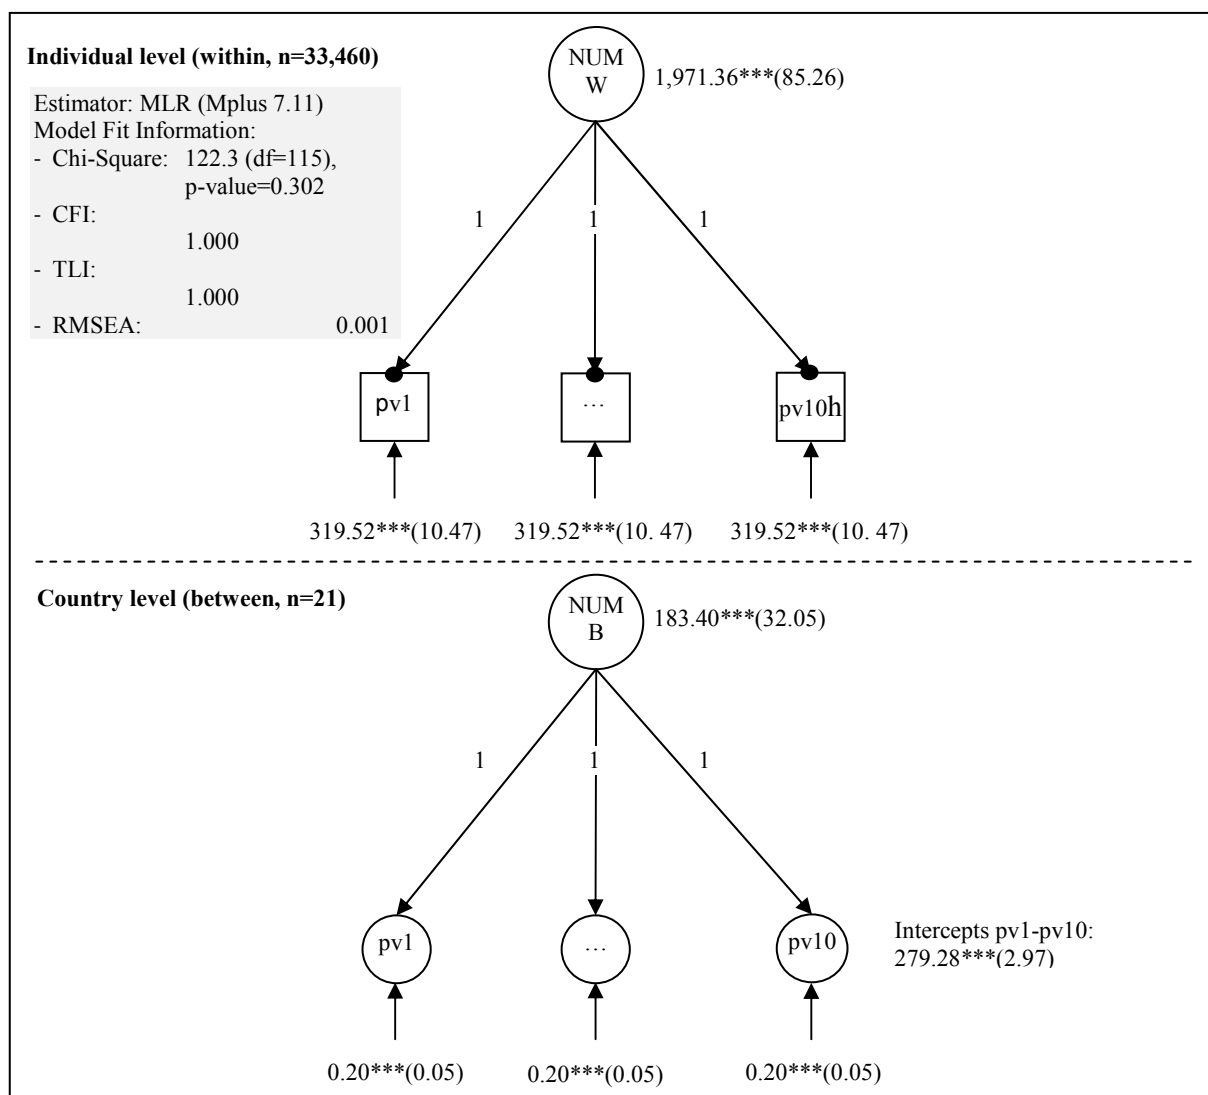 Individual level (within, n=33,460)
NUM
W
1,971.36***(85.26)
Estimator: MLR (Mplus 7.11)
Model Fit Information:
- Chi-Square: 122.3 (df=115),
p-value=0.302
- CFI:
1.000
- TLI:
1.000
- RMSEA: 0.001
1 1 1
pv1 ... pv10h
319.52***(10.47) 319.52***(10. 47) 319.52***(10. 47)
Country level (between, n=21)
NUM
B
183.40***(32.05)
1 1 1
pv1 ... pv10
Intercepts pv1-pv10:
279.28***(2.97)
0.20***(0.05) 0.20***(0.05) 0.20***(0.05)